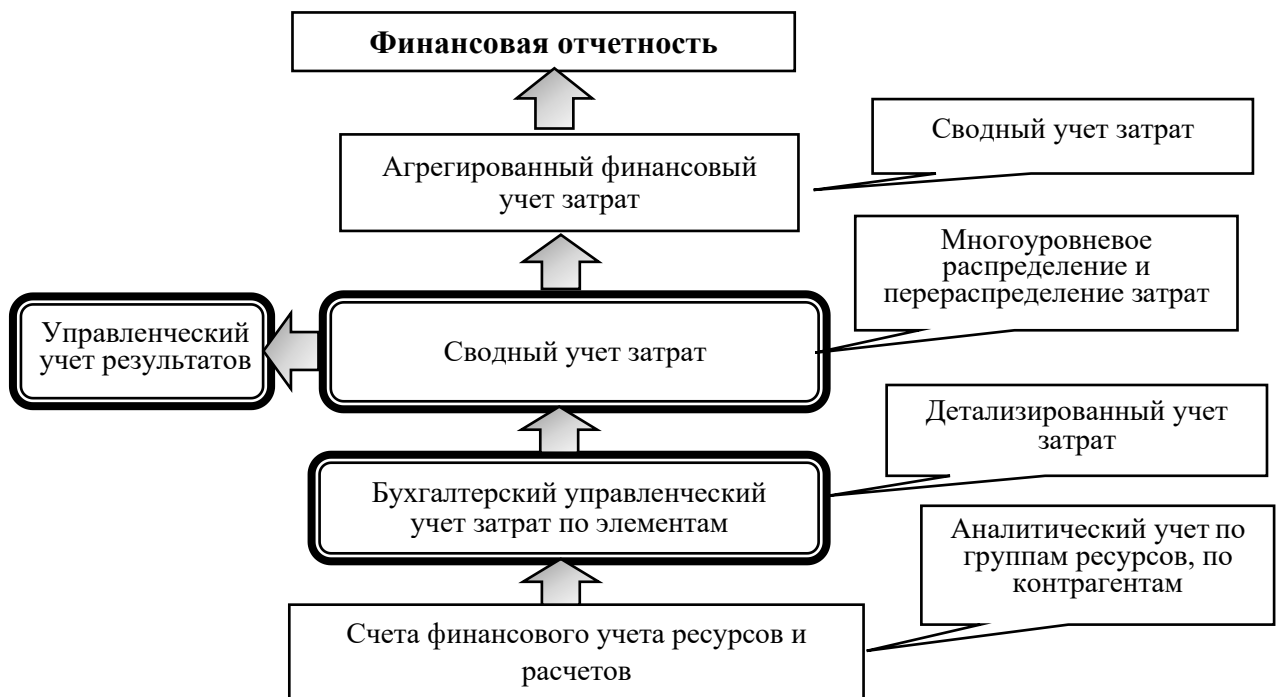 Финансовая отчетность
Сводный учет затрат
Агрегированный финансовый
учет затрат
Многоуровневое
распределение и
перераспределение затрат
Управленческий
учет результатов
Сводный учет затрат
Детализированный учет
затрат
Бухгалтерский управленческий
учет затрат по элементам
Аналитический учет по
группам ресурсов, по
контрагентам
Счета финансового учета ресурсов и
расчетов